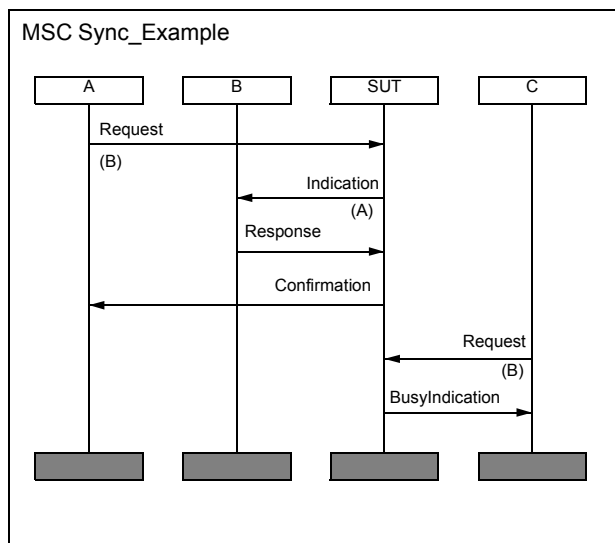 MSC Sync_Example
A
B
SUT
C
Request
(B)
Indication
(A)
Response
Confirmation
Request
(B)
BusyIndication